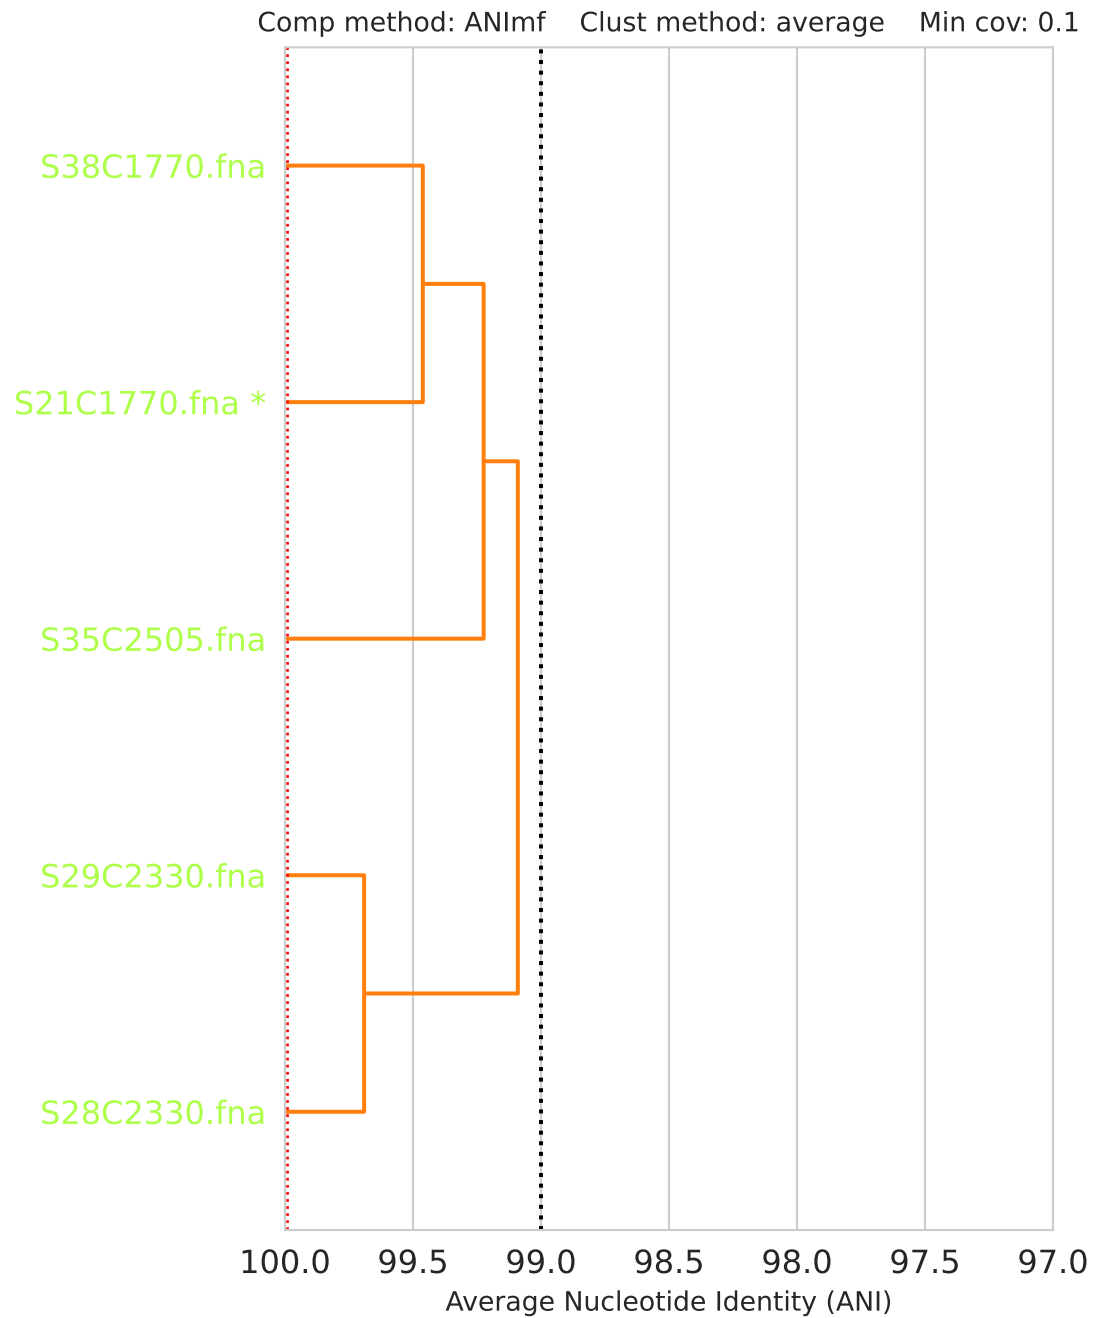 Comp method: ANImf    Clust method: average    Min cov: 0.1
S38C1770.fna
S21C1770.fna *
S35C2505.fna
S29C2330.fna
S28C2330.fna
100.0 99.5 99.0 98.5 98.0 97.5 97.0
Average Nucleotide Identity (ANI)